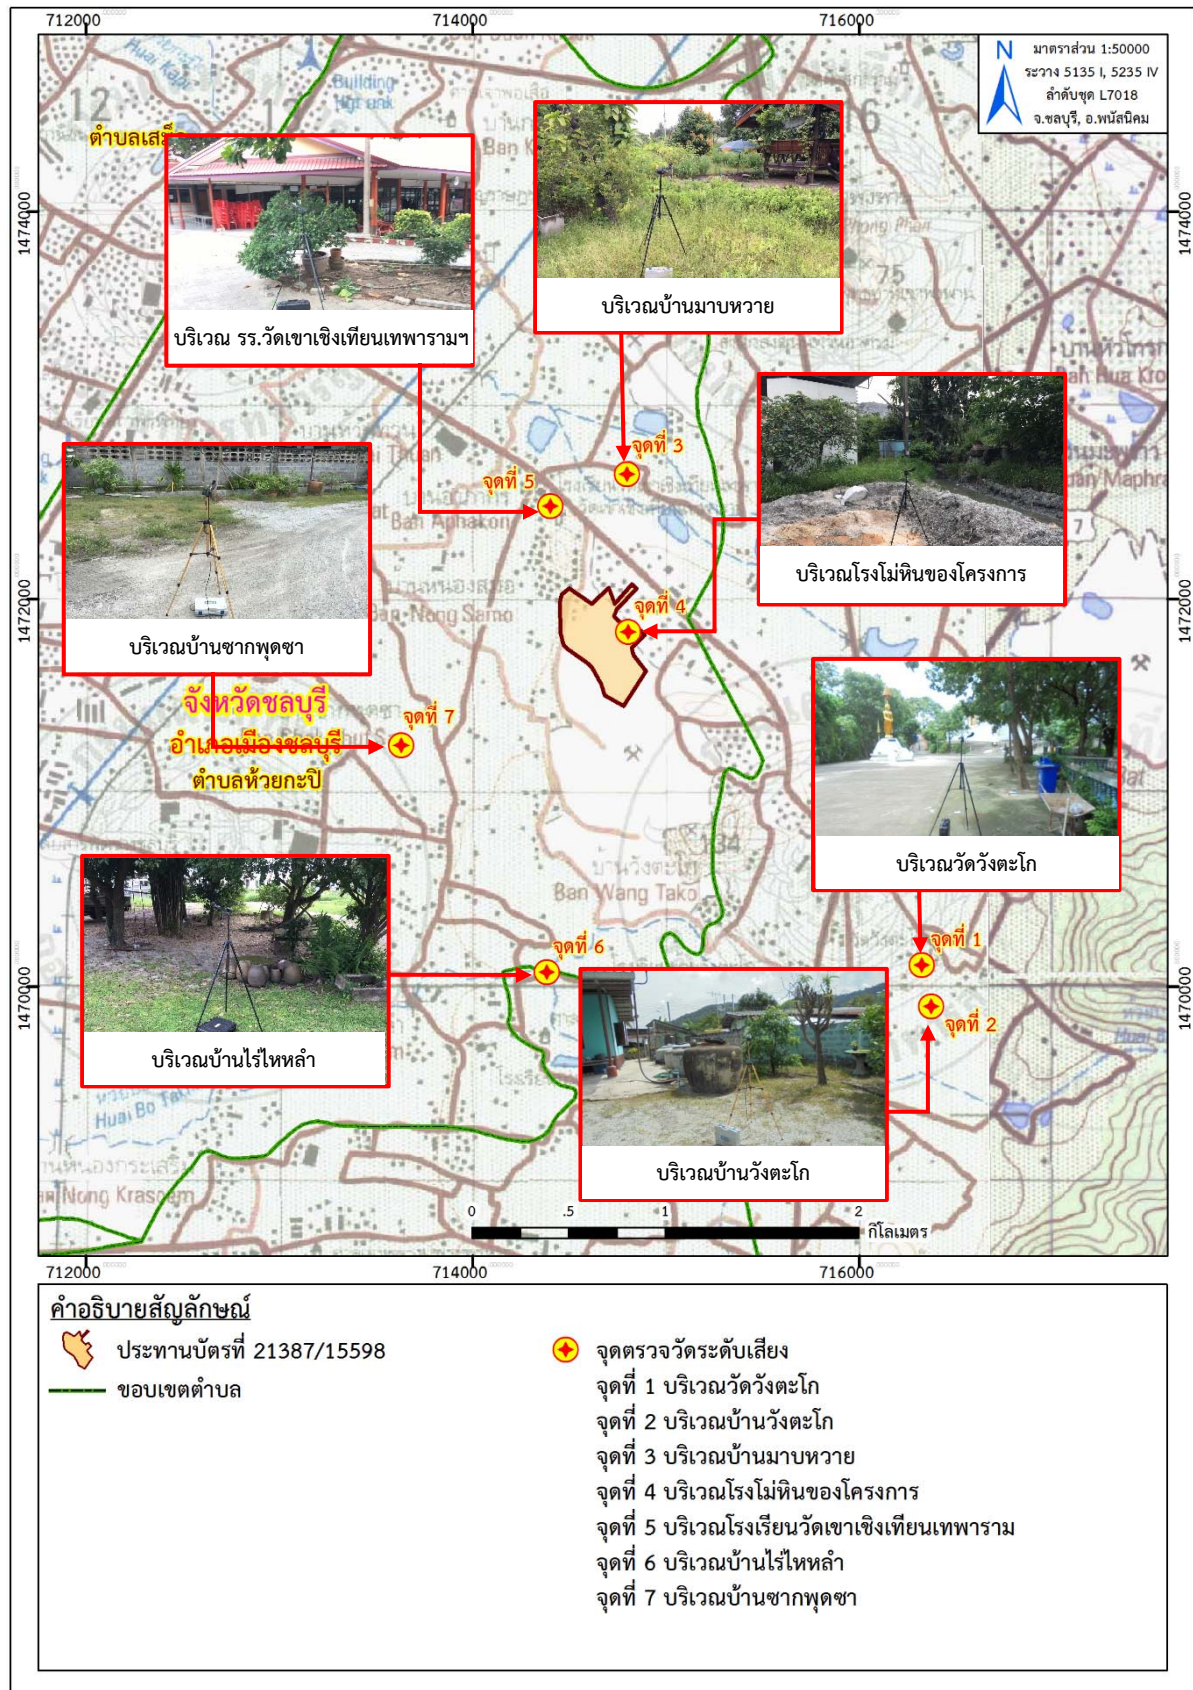 712000
714000
716000
N
มาตราส่วน 1:50000
ระวาง 5135 I, 5235 IV
ลำดับชุด L7018
จ.ชลบุรี, อ.พนัสนิคม
1474000
1474000
12
Building
75
บริเวณ รร.วัดเขาเชิงเทียนเทพารามฯ
บริเวณบ้านมาบหวาย
จุดที่ 3
จุดที่ 5
Ban Aphakon
บริเวณโรงโม่หินของโครงการ
7
1472000
1472000
จุดที่ 4
บริเวณบ้านซากพุดซา
จังหวัดชลบุรี
อำเภอเมืองชลบุรี
ตำบลห้วยกะปิ
จุดที่ 7
บริเวณวัดวังตะโก
134
บ้านวังตะโก
Ban Wang Tako
จุดที่ 1
จุดที่ 6
1470000
1470000
จุดที่ 2
บริเวณบ้านไร่ไหหลำ
Huai Bo
บริเวณบ้านวังตะโก
0 .5 1 2
กิโลเมตร
712000
714000
716000
คำอธิบายสัญลักษณ์
ประทานบัตรที่ 21387/15598
ขอบเขตตำบล
จุดตรวจวัดระดับเสียง
จุดที่ 1 บริเวณวัดวังตะโก
จุดที่ 2 บริเวณบ้านวังตะโก
จุดที่ 3 บริเวณบ้านมาบหวาย
จุดที่ 4 บริเวณโรงโม่หินของโครงการ
จุดที่ 5 บริเวณโรงเรียนวัดเขาเชิงเทียนเทพาราม
จุดที่ 6 บริเวณบ้านไร่ไหหลำ
จุดที่ 7 บริเวณบ้านซากพุดซา